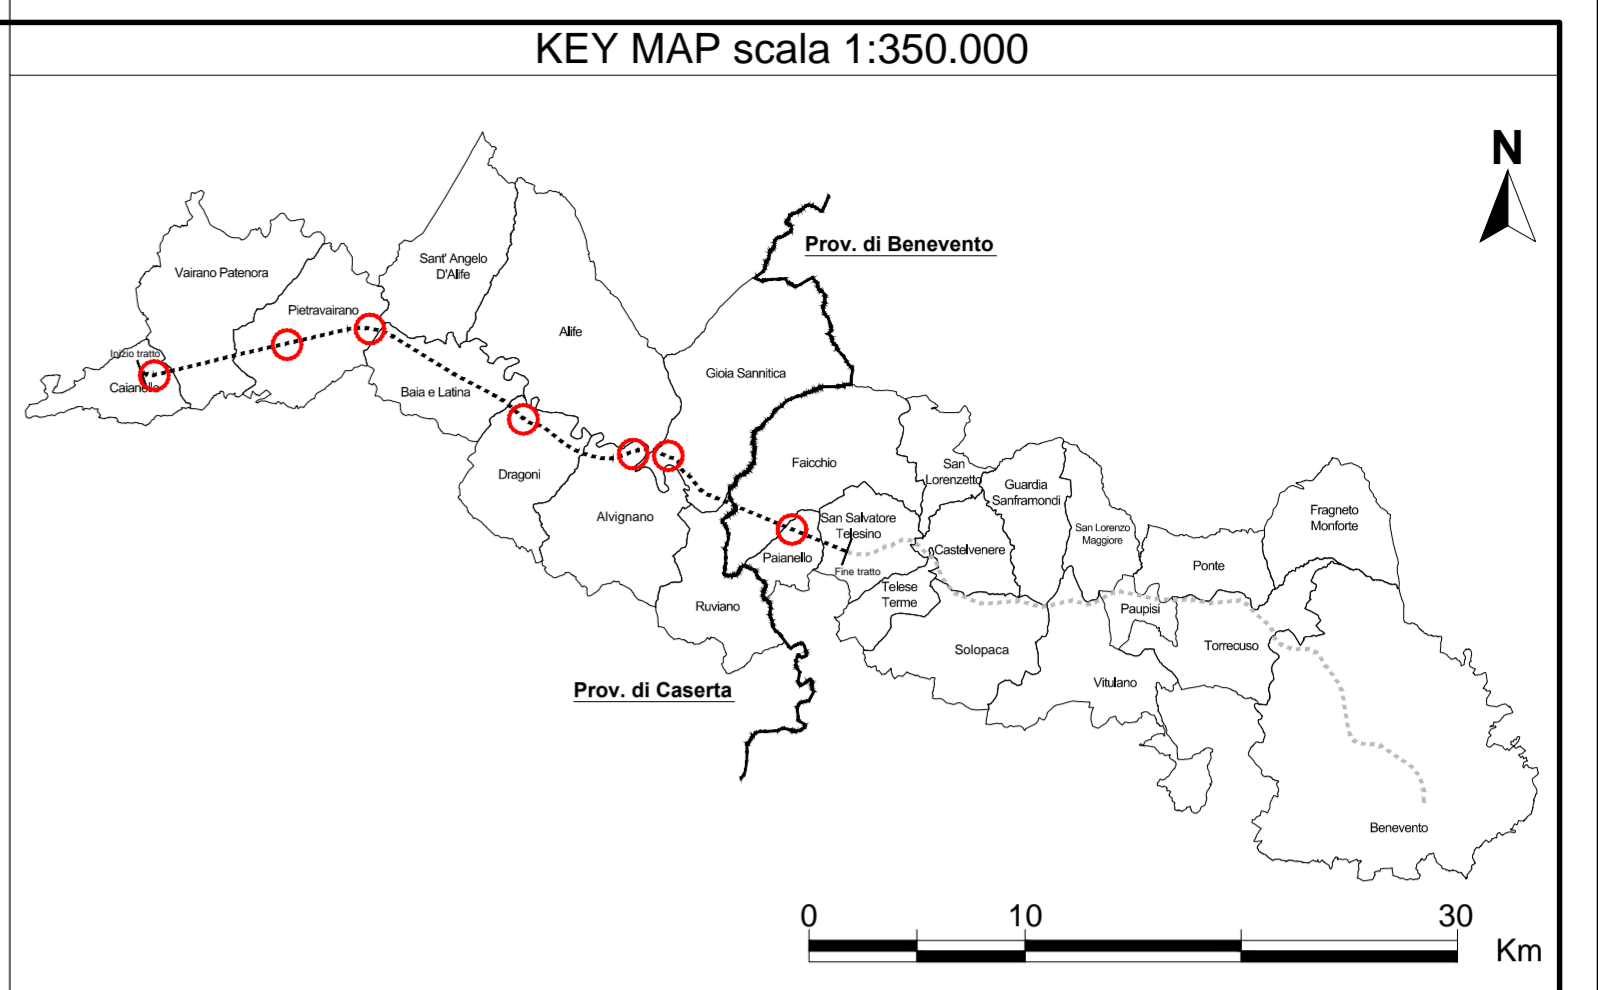 KEY MAP scala 1:350.000
N
Prov. di Benevento
Sant' Angelo
D'Alife
Vairano Patenora
Pietravairano
Alife
Inizio tratto
Caianello
Gioia Sannitica
Baia e Latina
Faicchio
San
Lorenzetto
Dragoni
Guardia
Sanframondi
Fragneto
Monforte
Alvignano
San Salvatore
Telesino
San Lorenzo
Maggiore
Castelvenere
Paianello
Fine tratto
Ponte
Telese
Terme
Ruviano
Paupisi
Solopaca
Torrecuso
Vitulano
Prov. di Caserta
Benevento
0 10 30
Km